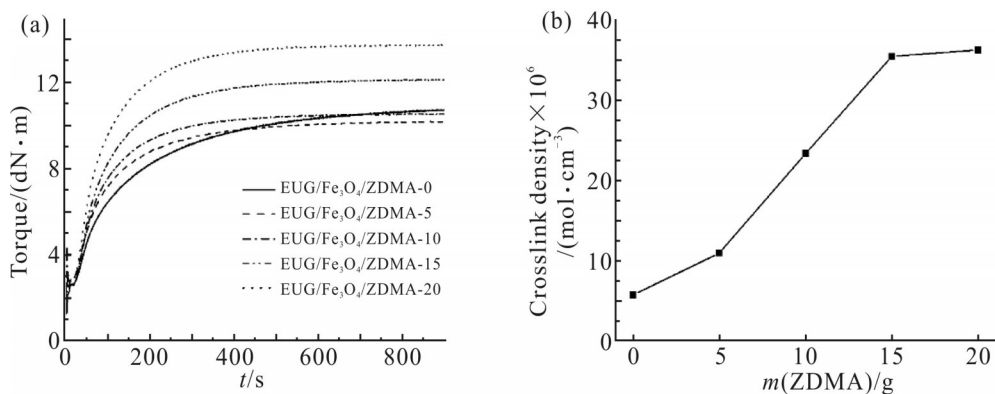 (a)
Torque/(dN·m)
12
8
4
0
EUG/Fe₃O₄/ZDMA-0
EUG/Fe₃O₄/ZDMA-5
EUG/Fe₃O₄/ZDMA-10
EUG/Fe₃O₄/ZDMA-15
EUG/Fe₃O₄/ZDMA-20
0 200 400 600 800
t/s
(b)
Crosslink density×10⁶
/(mol·cm⁻³)
40
30
20
10
0
0 5 10 15 20
m(ZDMA)/g